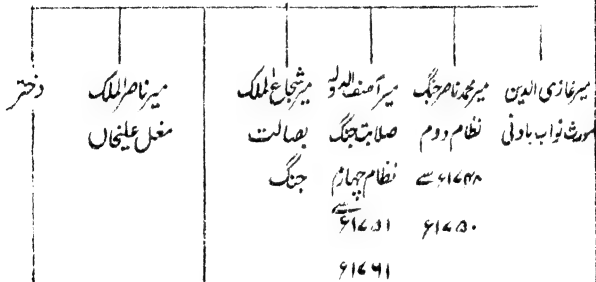 میر غازی الدین میر محمد ناصر جنگ میر آصف الدولہ میر شجاع الملک میر ناصر الملک دختر
مورث نواب باونی نظام دوم صلابت جنگ بصالت مغل علیخاں
۱۷۴۸ء سے نظام چہارم جنگ
۱۷۵۰ء ۱۷۵۱ء سے
۱۷۶۱ء